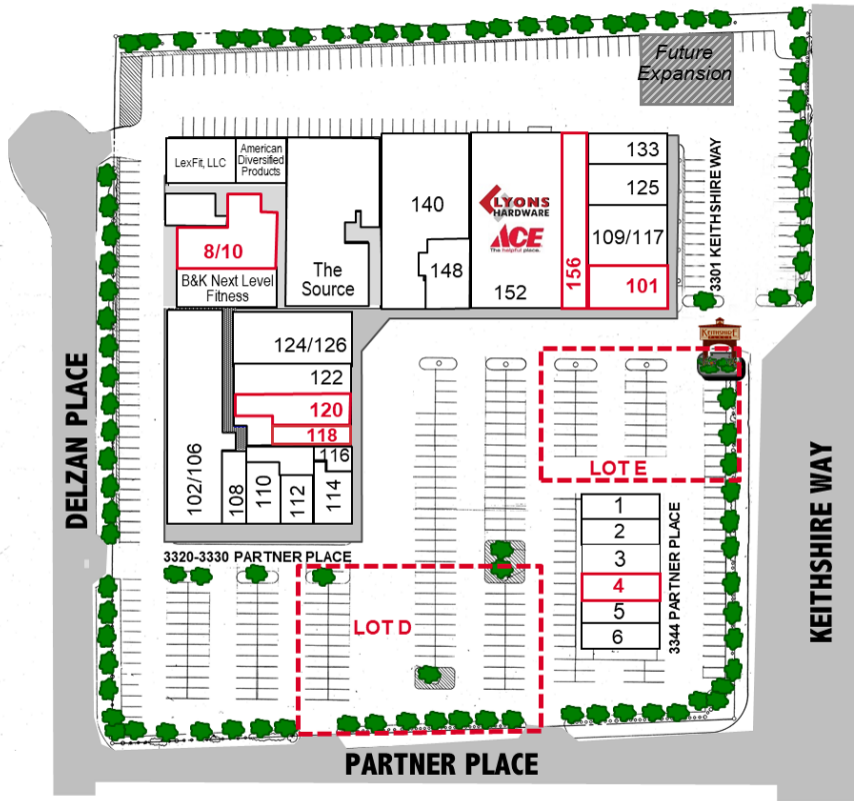 Future
Expansion
LexFit, LLC
American
Diversified
Products
133
125
109/117
101
3301 KEITHSHIRE WAY
140
148
LYONS
HARDWARE
ACE
The helpful place.
152
156
8/10
B&K Next Level
Fitness
The
Source
124/126
122
120
118
116
102/106
108
110
112
114
3320-3330 PARTNER PLACE
LOT E
1
2
3
4
5
6
3344 PARTNER PLACE
LOT D
DELZAN PLACE
KEITHSHIRE WAY
PARTNER PLACE